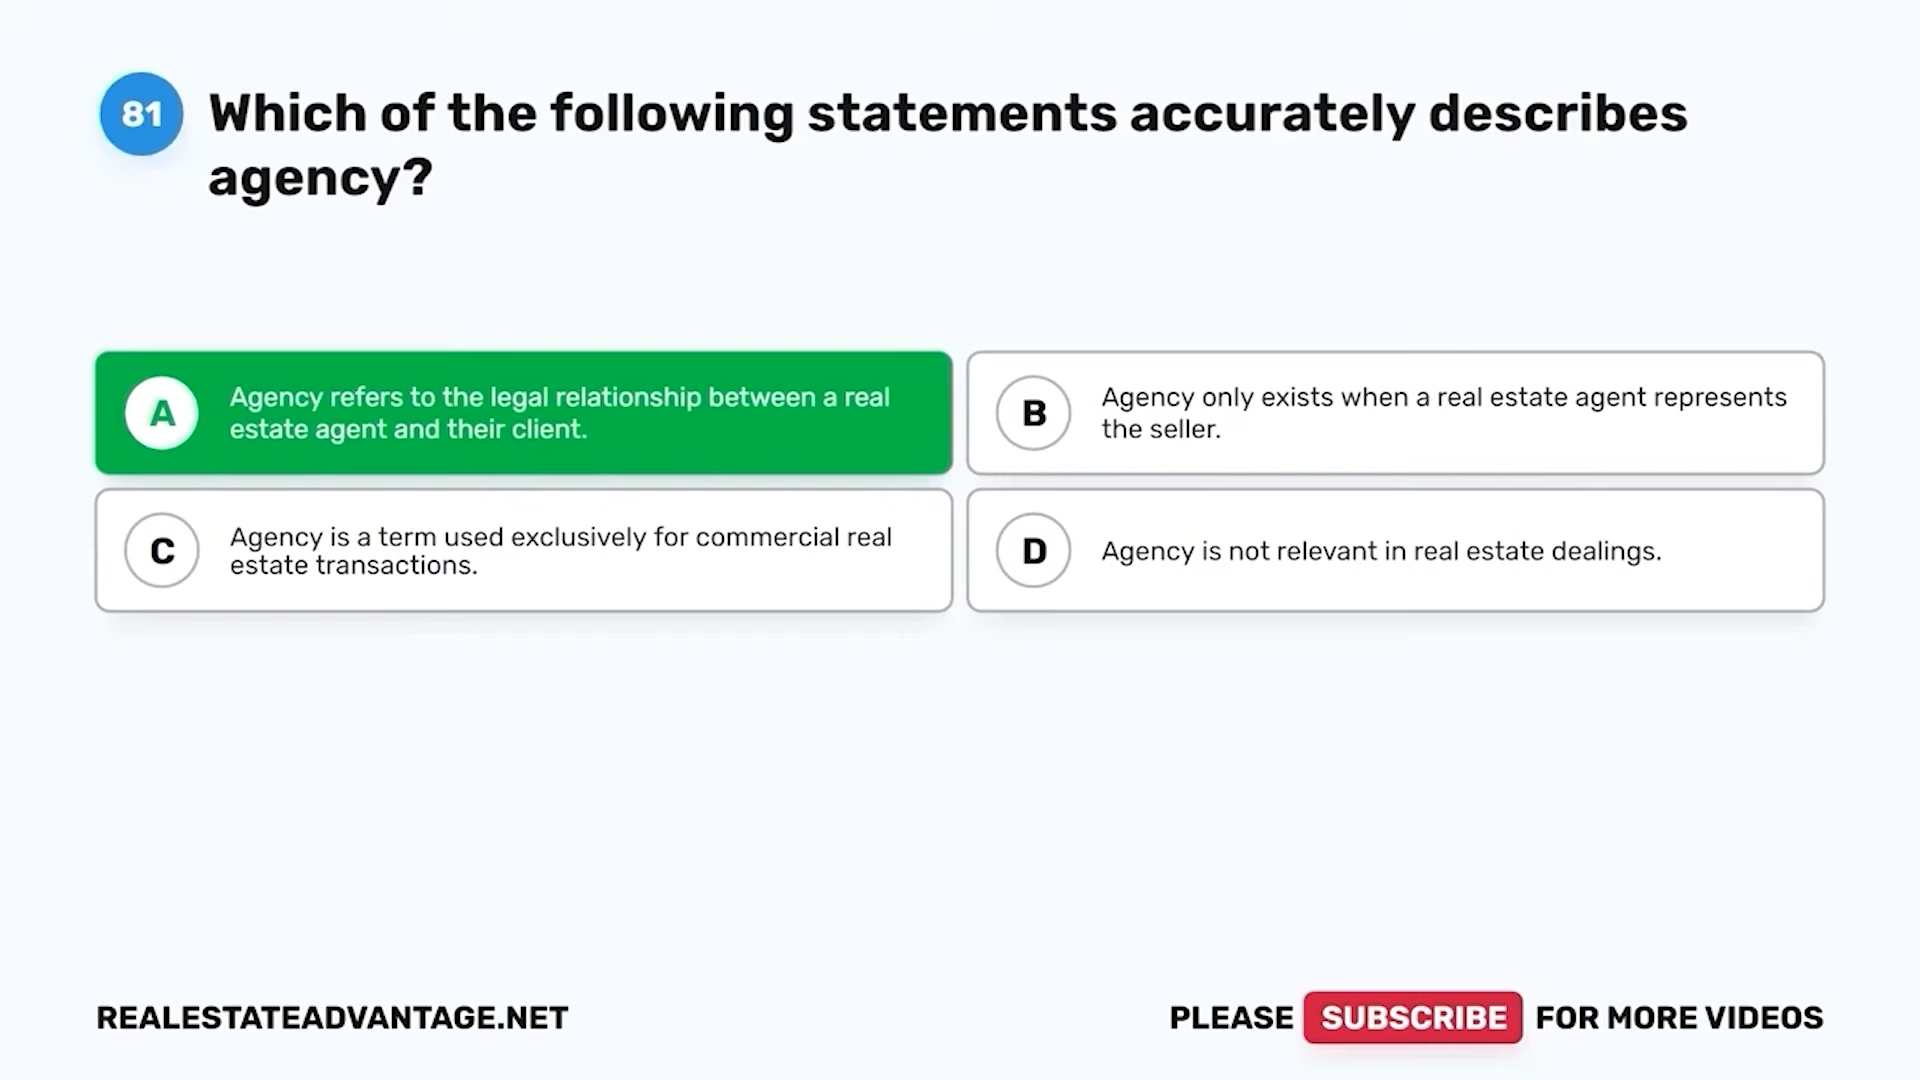 81
Which of the following statements accurately describes
agency?
A
Agency refers to the legal relationship between a real
estate agent and their client.
B
Agency only exists when a real estate agent represents
the seller.
C
Agency is a term used exclusively for commercial real
estate transactions.
D
Agency is not relevant in real estate dealings.
REALESTATEADVANTAGE.NET
PLEASE SUBSCRIBE FOR MORE VIDEOS